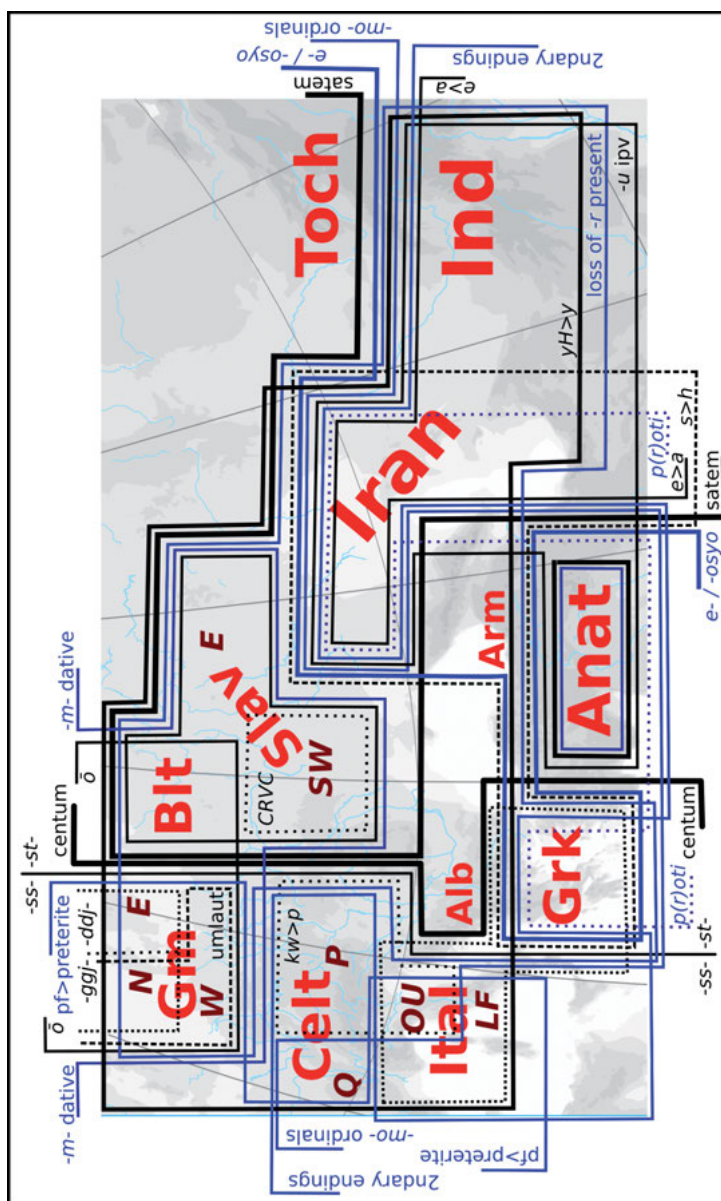 -ss- -st-
ō
pf>preterite
centum
-m- dative
ō
-m- dative
-ggj- -ddj-
N E
Gm
W
umlaut
Blt
E
Slav
CRVC
SW
e- / -osyo
-mo- ordinals
satem
Toch
2ndary endings
-mo- ordinals
kw>p
Celt
Q P
Iran
e>a
2ndary endings
Ind
OU
Ital
LF
pf>preterite
Alb
Arm
Grk
Anat
yH>y
loss of -r present
-u ipv
p(r)oti
p(r)oti
e>a
s>h
centum
e- / -osyo
satem
-ss- -st-